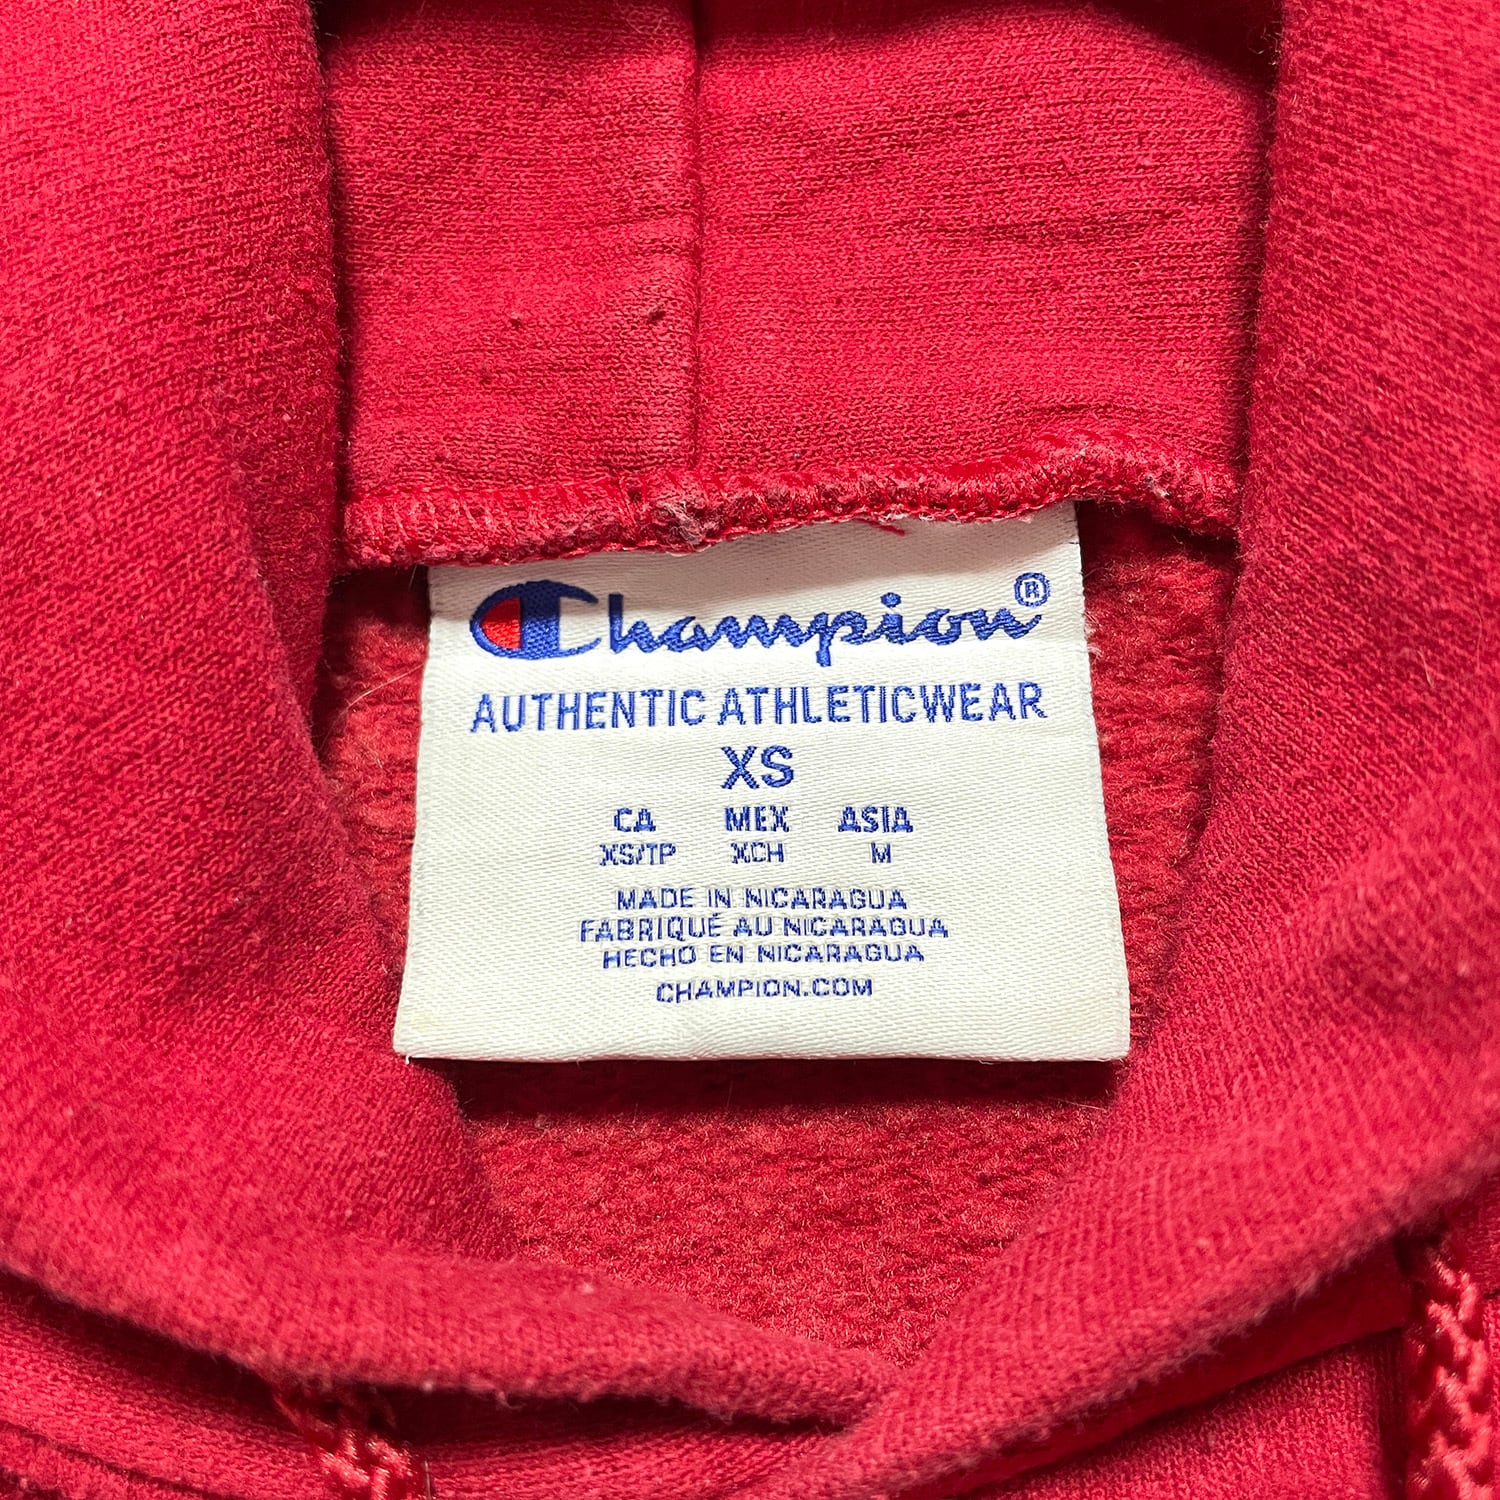 Champion®
AUTHENTIC ATHLETICWEAR
XS
CA MEX ASIA
XS/TP XCH M
MADE IN NICARAGUA
FABRIQUÉ AU NICARAGUA
HECHO EN NICARAGUA
CHAMPION.COM